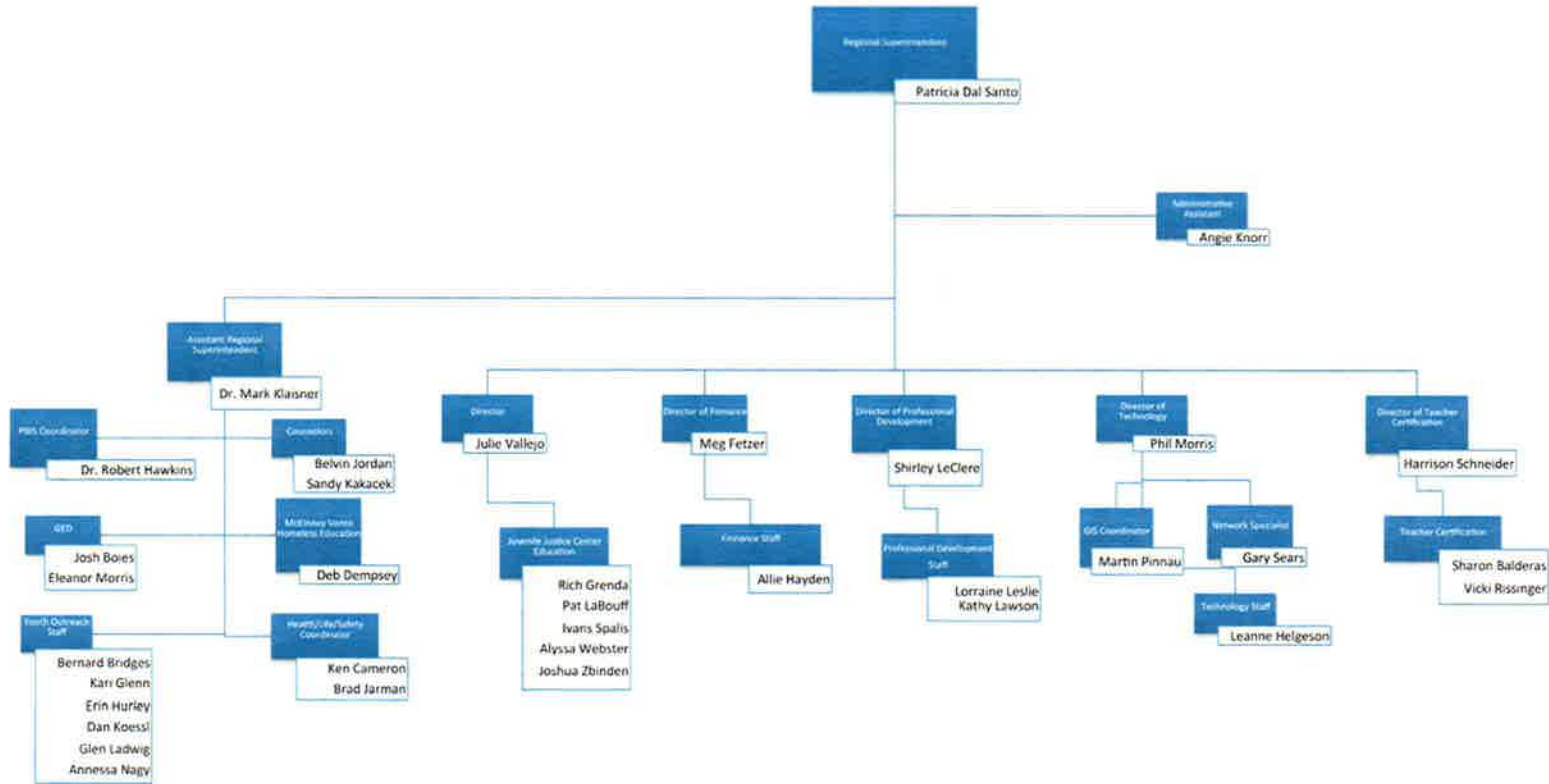 Regional Superintendent
Patricia Dal Santo
Administrative
Assistant
Angie Knorr
Assistant Regional
Superintendent
Dr. Mark Klaisner
PBIS Coordinator
Dr. Robert Hawkins
Counselors
Belvin Jordan
Sandy Kakacek
GED
Josh Boies
Eleanor Morris
McKinney Vento
Homeless Education
Deb Dempsey
Youth Outreach
Staff
Bernard Bridges
Kari Glenn
Erin Hurley
Dan Koessl
Glen Ladwig
Annessa Nagy
Health/Life/Safety
Coordinator
Ken Cameron
Brad Jarman
Director
Julie Vallejo
Juvenile Justice Center
Education
Rich Grenda
Pat LaBouff
Ivans Spalis
Alyssa Webster
Joshua Zbinden
Director of Finnance
Meg Fetzer
Finnance Staff
Allie Hayden
Director of Professional
Development
Shirley LeClere
Professional Development
Staff
Lorraine Leslie
Kathy Lawson
Director of
Technology
Phil Morris
GIS Coordinator
Martin Pinnau
Network Specialist
Gary Sears
Technology Staff
Leanne Helgeson
Director of Teacher
Certification
Harrison Schneider
Teacher Certification
Sharon Balderas
Vicki Rissinger